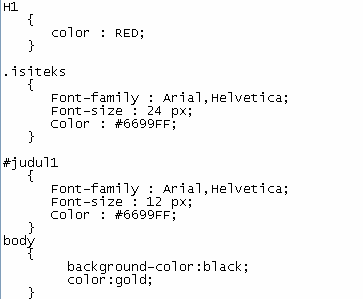 H1
{
color : RED;
}
.isiteks
{
Font-family : Arial,Helvetica;
Font-size : 24 px;
Color : #6699FF;
}
#judul1
{
Font-family : Arial,Helvetica;
Font-size : 12 px;
Color : #6699FF;
}
body
{
background-color:black;
color:gold;
}